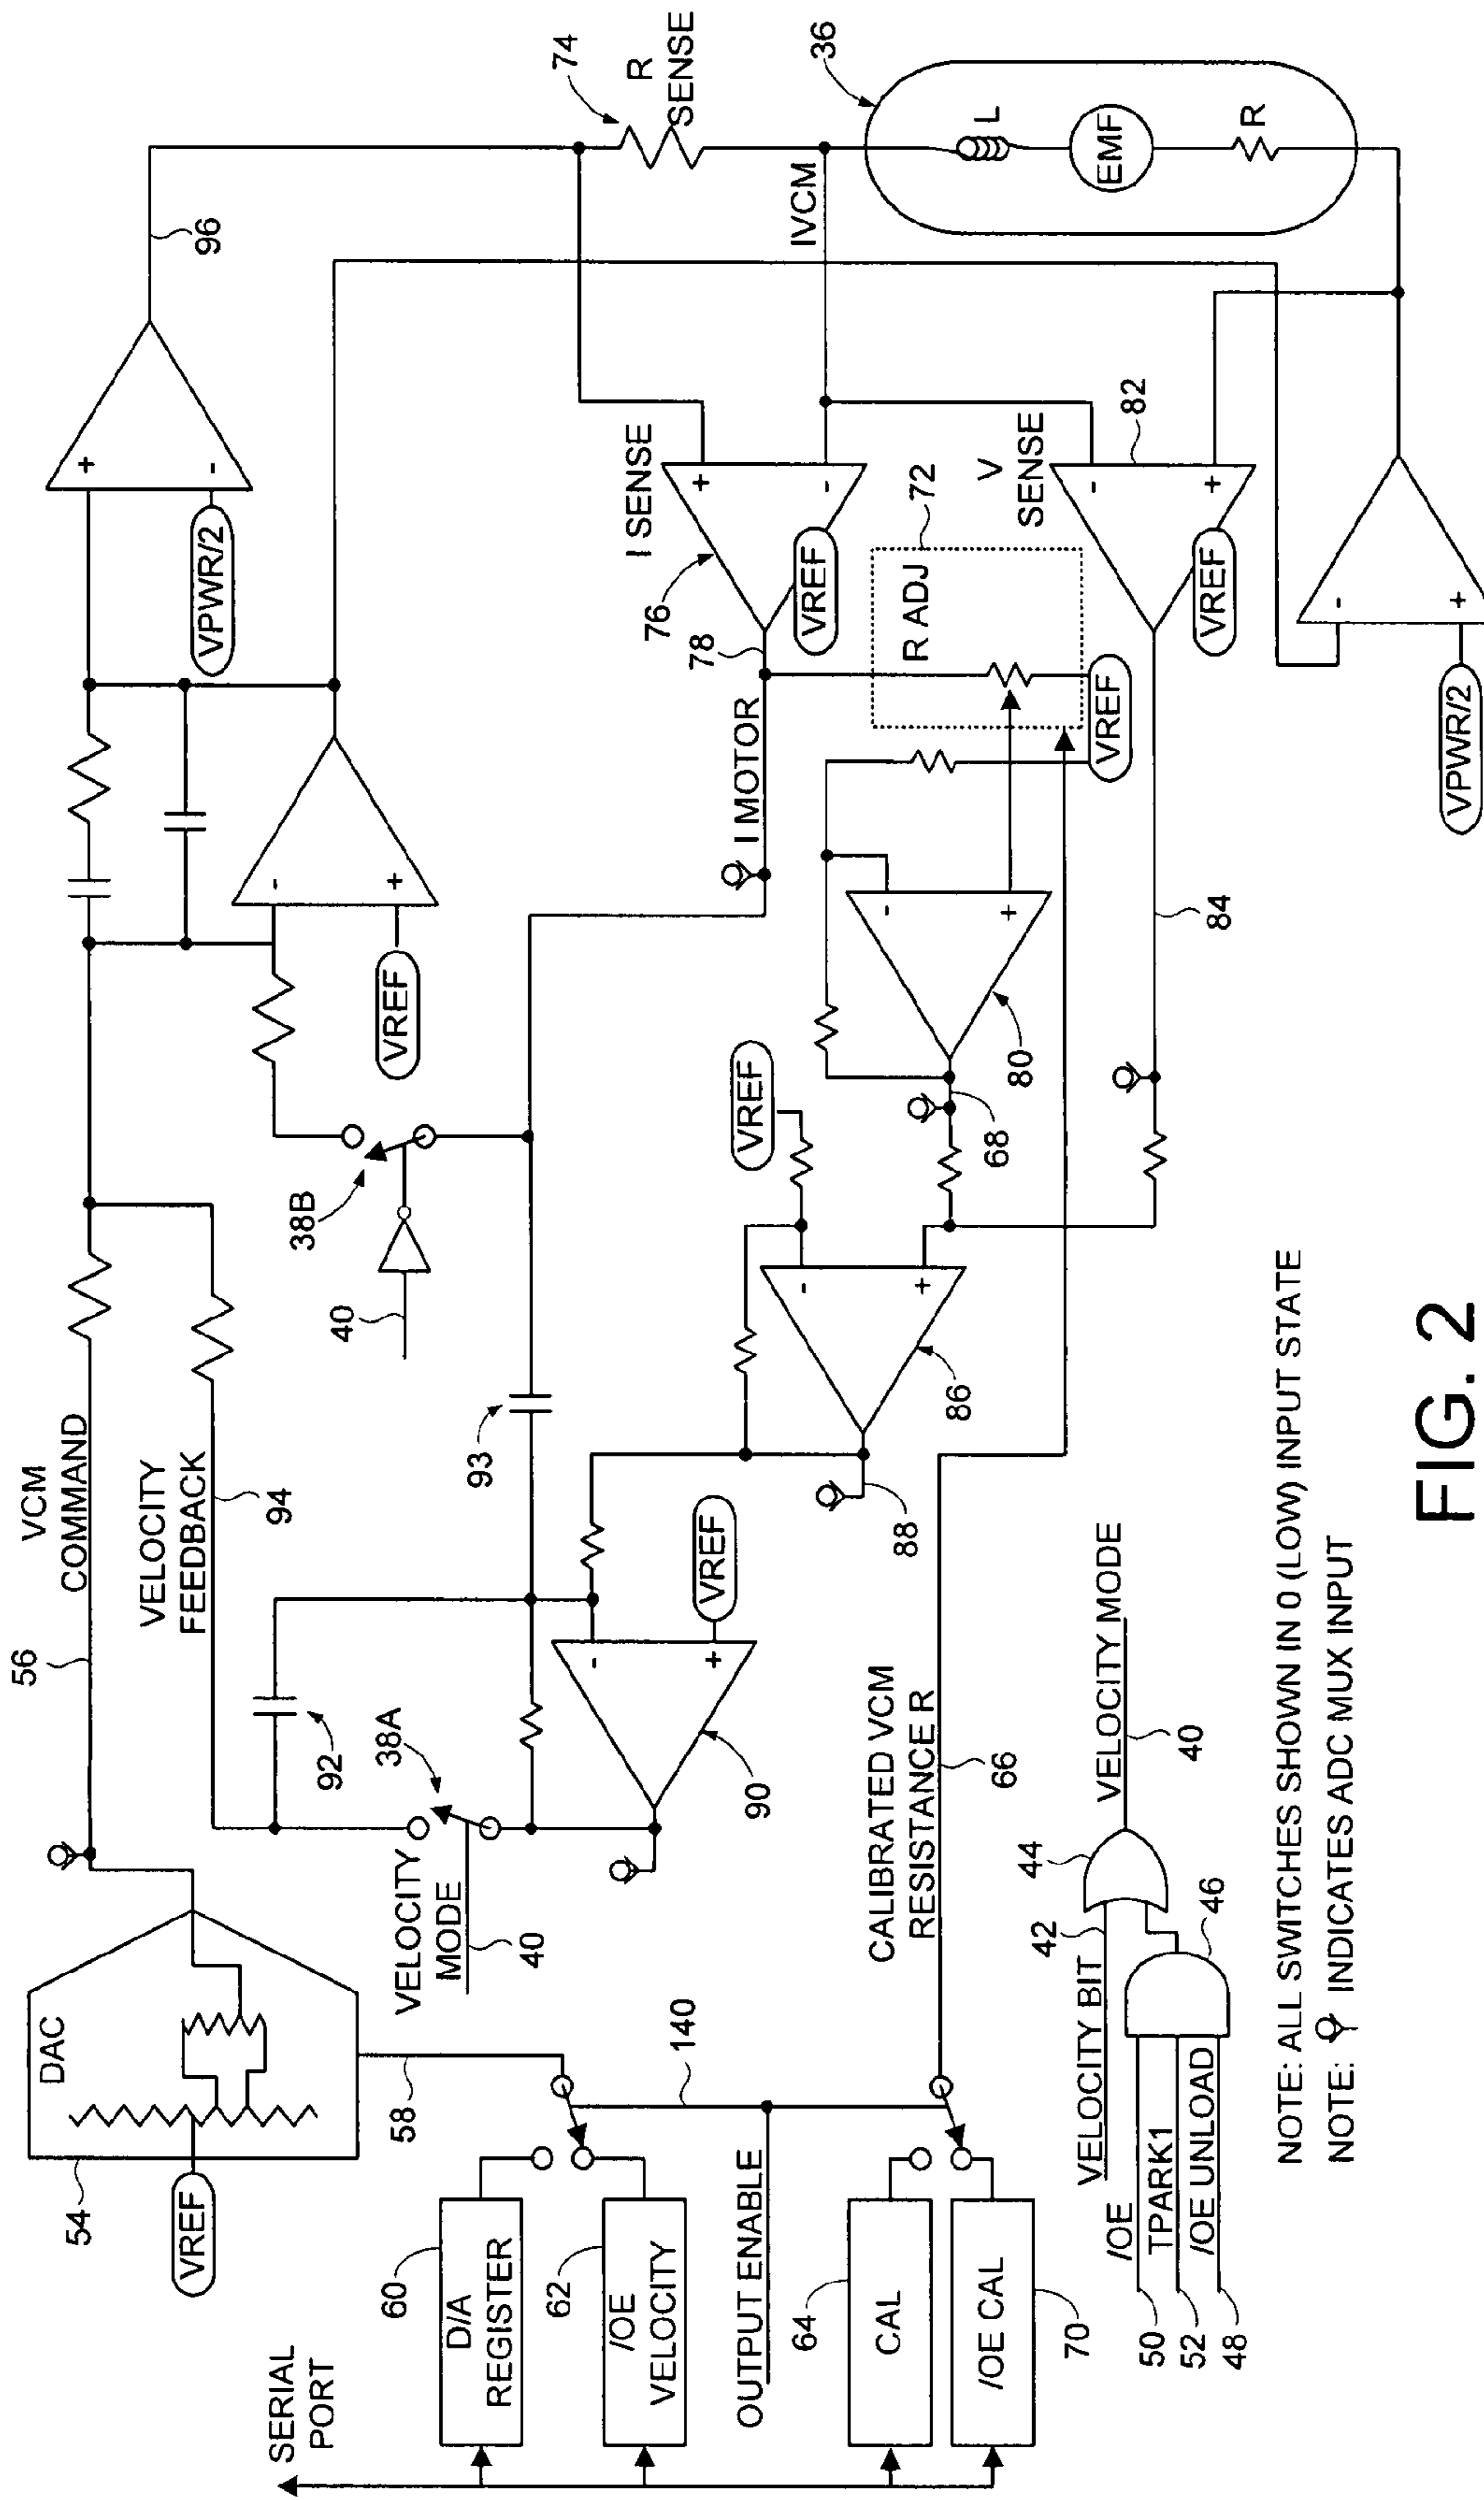 SERIAL
PORT
54
VREF
DAC
56
VCM
COMMAND
VELOCITY
FEEDBACK
94
58
60
D/A
REGISTER
62
/OE
VELOCITY
OUTPUT ENABLE
140
64
CAL
/OE CAL
70
VELOCITY
MODE
40
38A
92
93
90
-
+
VREF
CALIBRATED VCM
RESISTANCE R
66
88
86
-
+
VREF
68
80
-
+
84
40
38B
VREF
-
+
+
-
VPWR/2
96
I MOTOR
78
76
I SENSE
+
-
VREF
R ADJ
72
VREF
V
SENSE
82
-
+
VREF
-
+
VPWR/2
IVCM
74
R
SENSE
36
L
EMF
R
VELOCITY BIT
42
44
/OE
TPARK1
/OE UNLOAD
50
52
48
46
VELOCITY MODE
40
NOTE: ALL SWITCHES SHOWN IN 0 (LOW) INPUT STATE
NOTE: INDICATES ADC MUX INPUT
FIG. 2